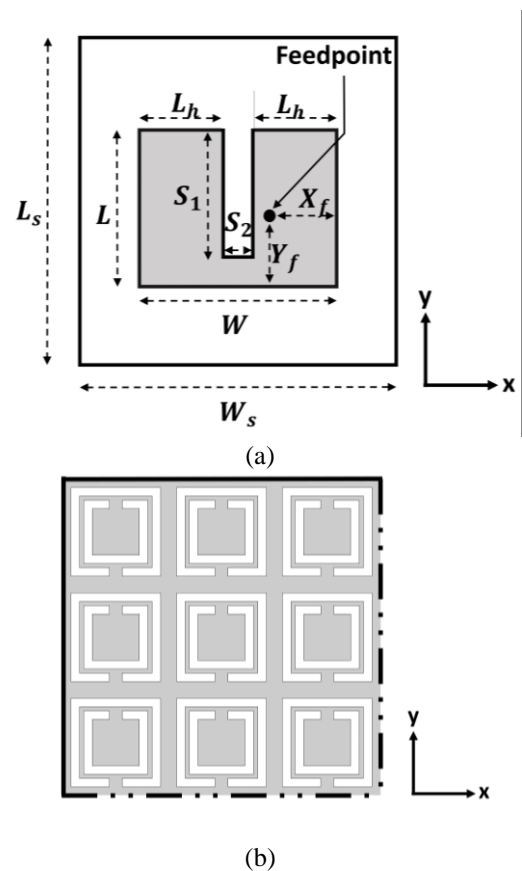 Feedpoint
L_h L_h
L_s L S_1 S_2 X_f
Y_f
W
y
x
W_s
(a)
y
x
(b)